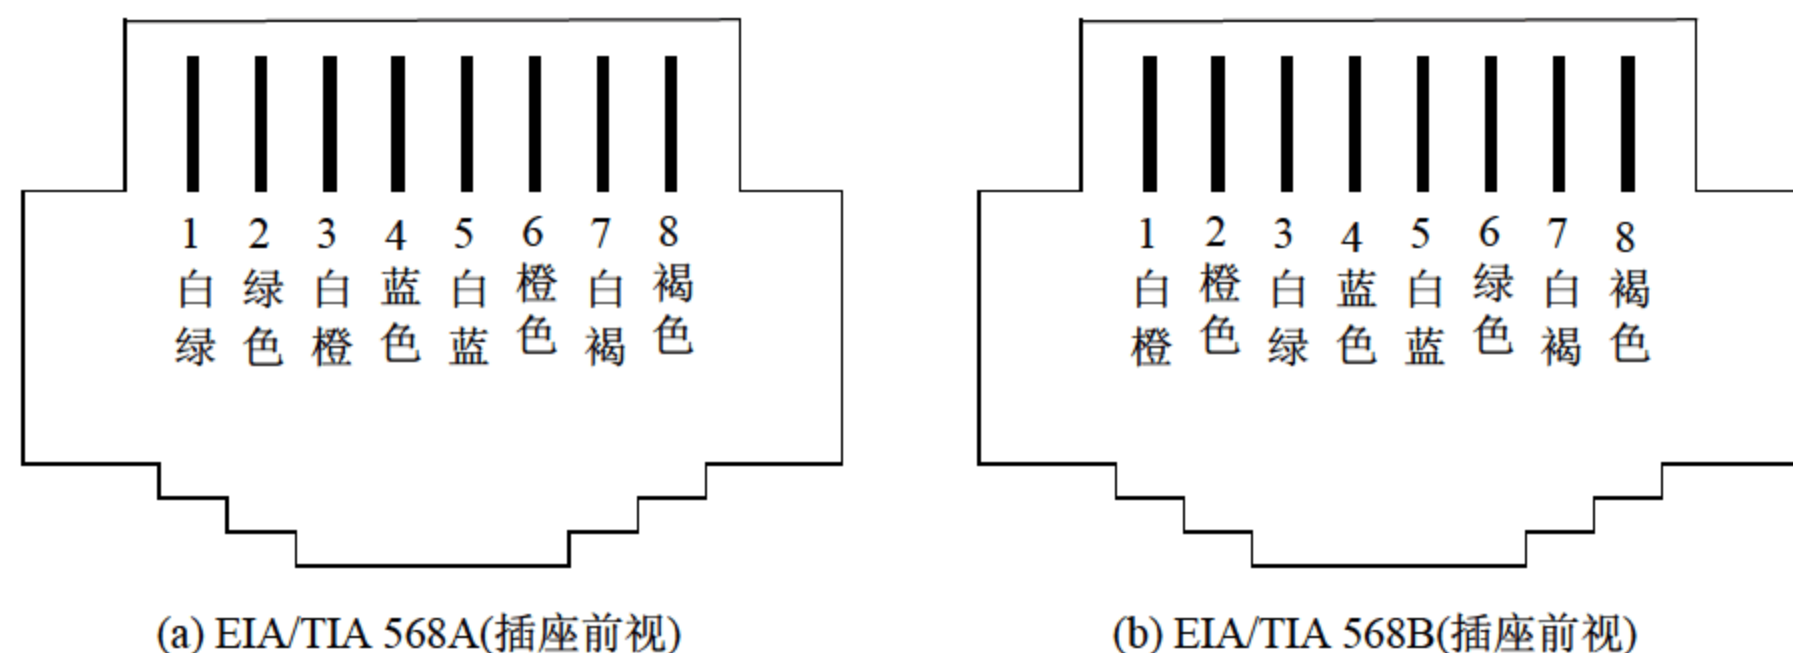 1 2 3 4 5 6 7 8
白绿 绿色 白橙 蓝色 白蓝 橙色 白褐 褐色
(a) EIA/TIA 568A(插座前视)
1 2 3 4 5 6 7 8
白橙 橙色 白绿 蓝色 白蓝 绿色 白褐 褐色
(b) EIA/TIA 568B(插座前视)